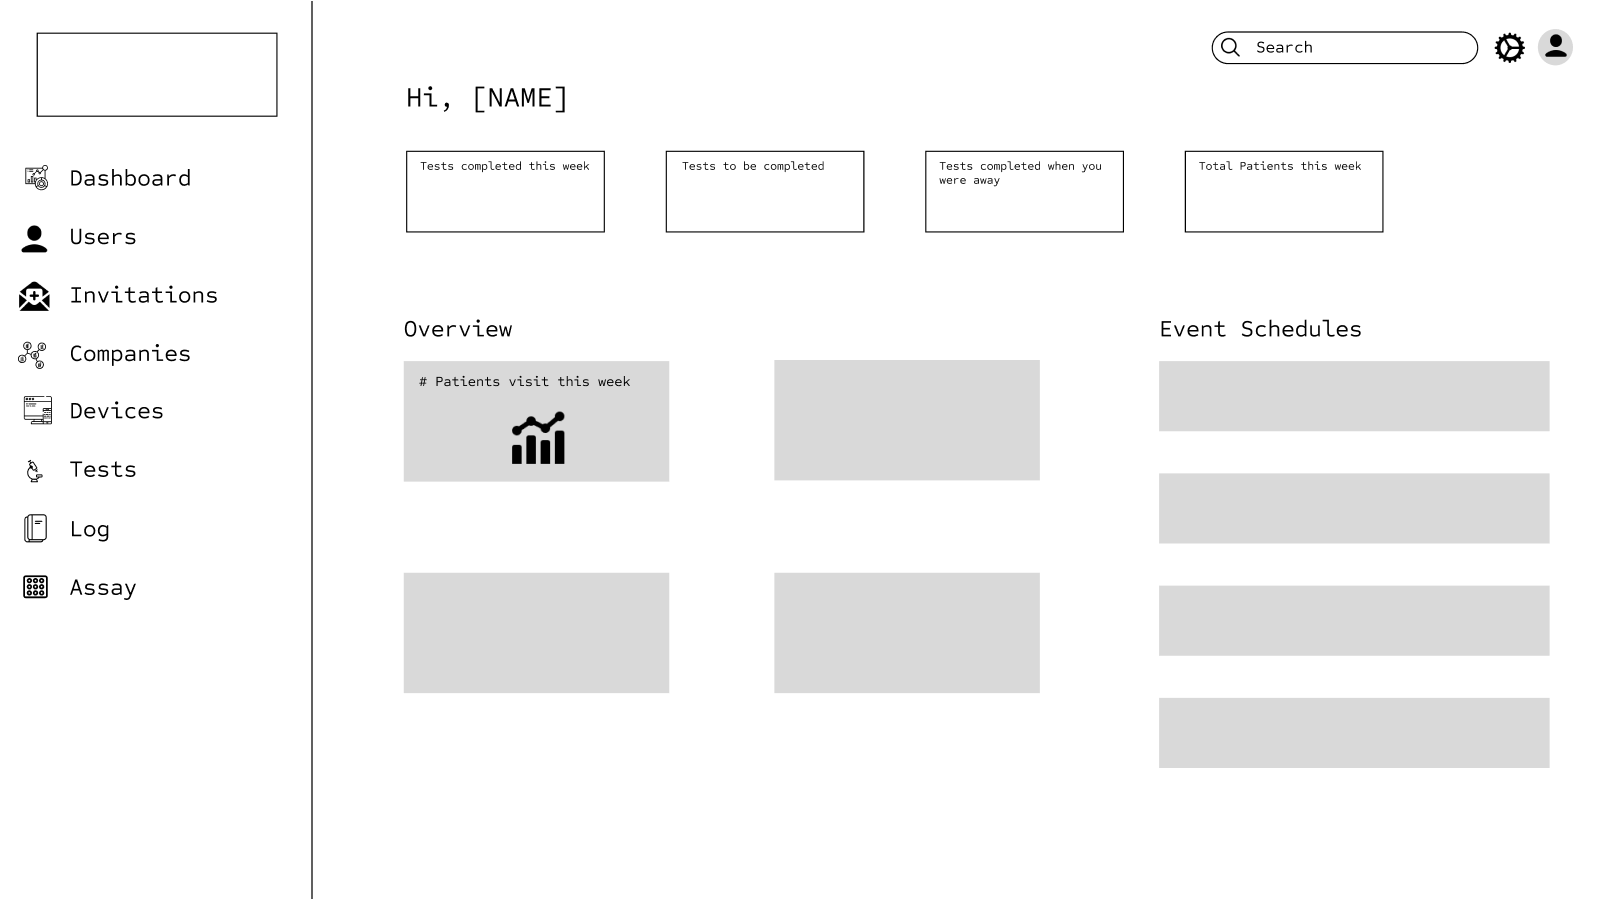 Search
Hi, [NAME]
Dashboard
Users
Invitations
Companies
Devices
Tests
Log
Assay
Tests completed this week
Tests to be completed
Tests completed when you
were away
Total Patients this week
Overview
# Patients visit this week
Event Schedules